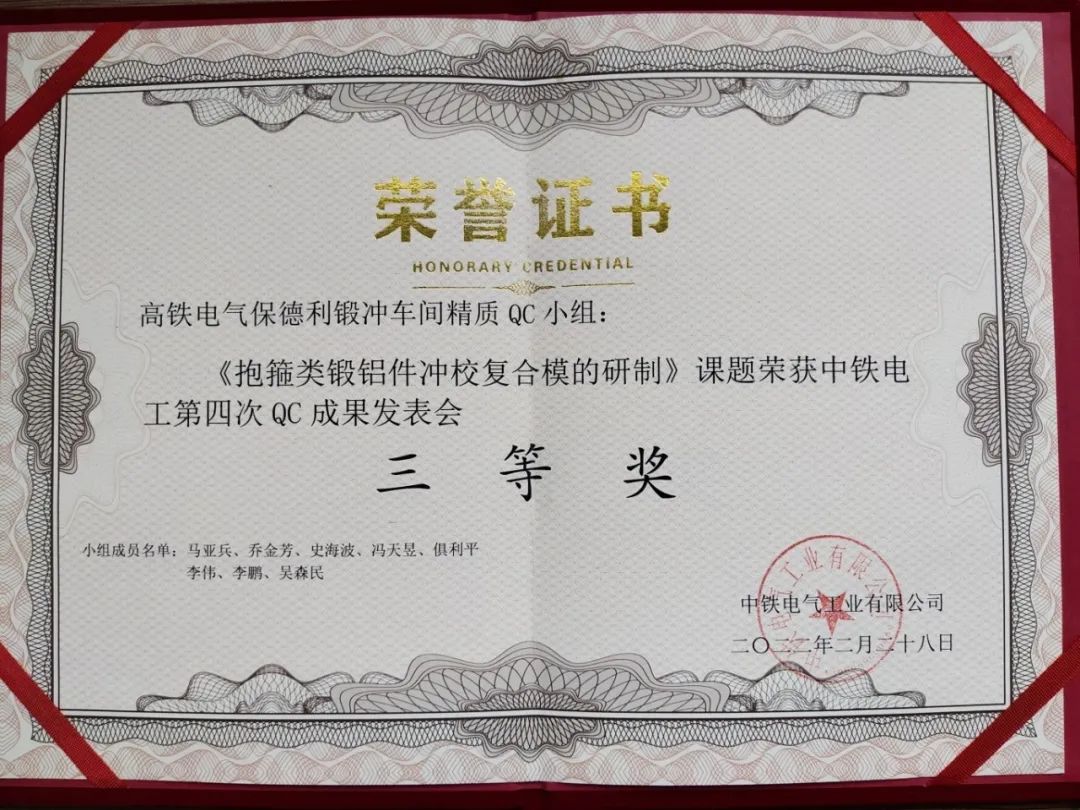 荣誉证书
HONORARY CREDENTIAL
高铁电气保德利锻冲车间精质 QC 小组：
《抱箍类锻铝件冲校复合模的研制》课题荣获中铁电
工第四次 QC 成果发表会
三等奖
小组成员名单：马亚兵、乔金芳、史海波、冯天昱、俱利平
李伟、李鹏、吴森民
中铁电气工业有限公司
二〇二二年二月二十八日